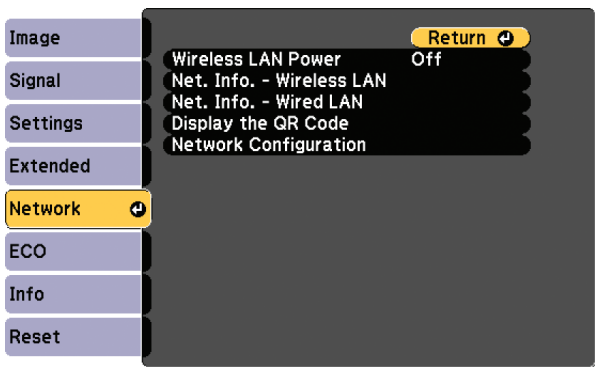 Image
Signal
Settings
Extended
Network
ECO
Info
Reset
Return
Wireless LAN Power Off
Net. Info. - Wireless LAN
Net. Info. - Wired LAN
Display the QR Code
Network Configuration